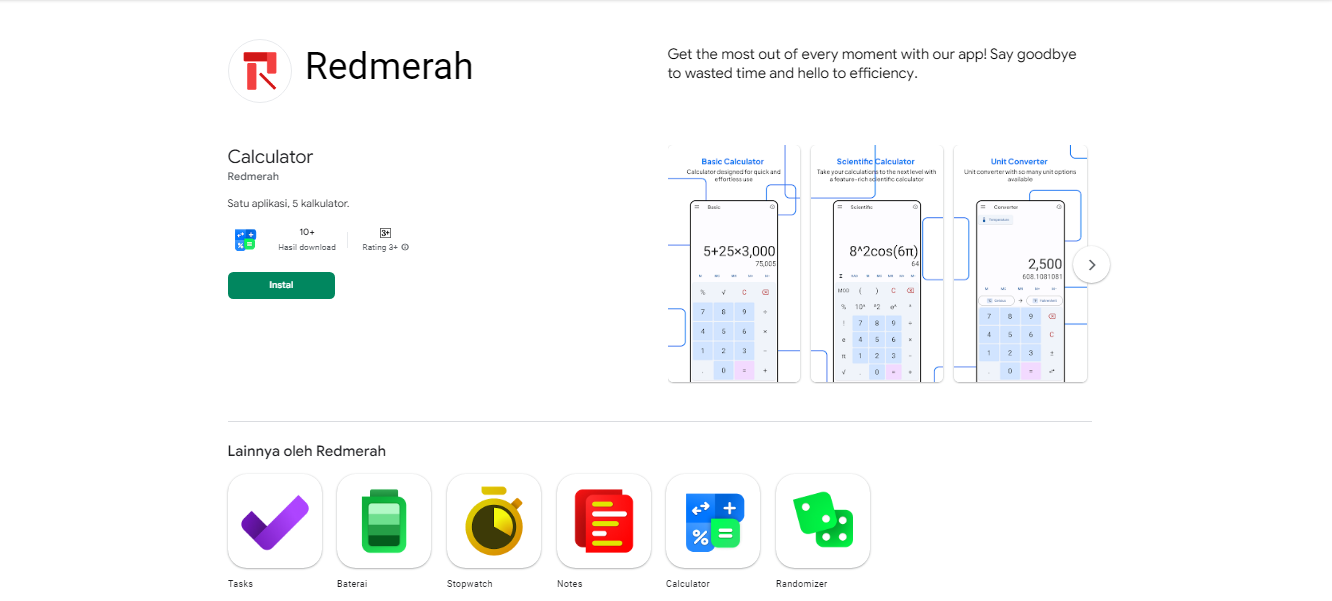 Redmerah
Get the most out of every moment with our app! Say goodbye
to wasted time and hello to efficiency.
Calculator
Redmerah
Satu aplikasi, 5 kalkulator.
10+
Hasil download
3+
Rating 3+
Instal
Basic Calculator
Calculator designed for quick and
effortless use
Basic
5+25×3,000
75,005
% √ C
7 8 9 ÷
4 5 6 ×
1 2 3 −
. 0 = +
Scientific Calculator
Take your calculations to the next level with
a feature-rich scientific calculator
Scientific
8^2cos(6π)
64
MOD ( ) C
% 10^ ^2 e^ ^
! 7 8 9 ÷
e 4 5 6 ×
π 1 2 3 −
√ . 0 = +
Unit Converter
Unit converter with so many unit options
available
Converter
Temperature
2,500
608.1081081
7 8 9
4 5 6 C
1 2 3 ±
. 0 =
Lainnya oleh Redmerah
Tasks
Baterai
Stopwatch
Notes
Calculator
Randomizer